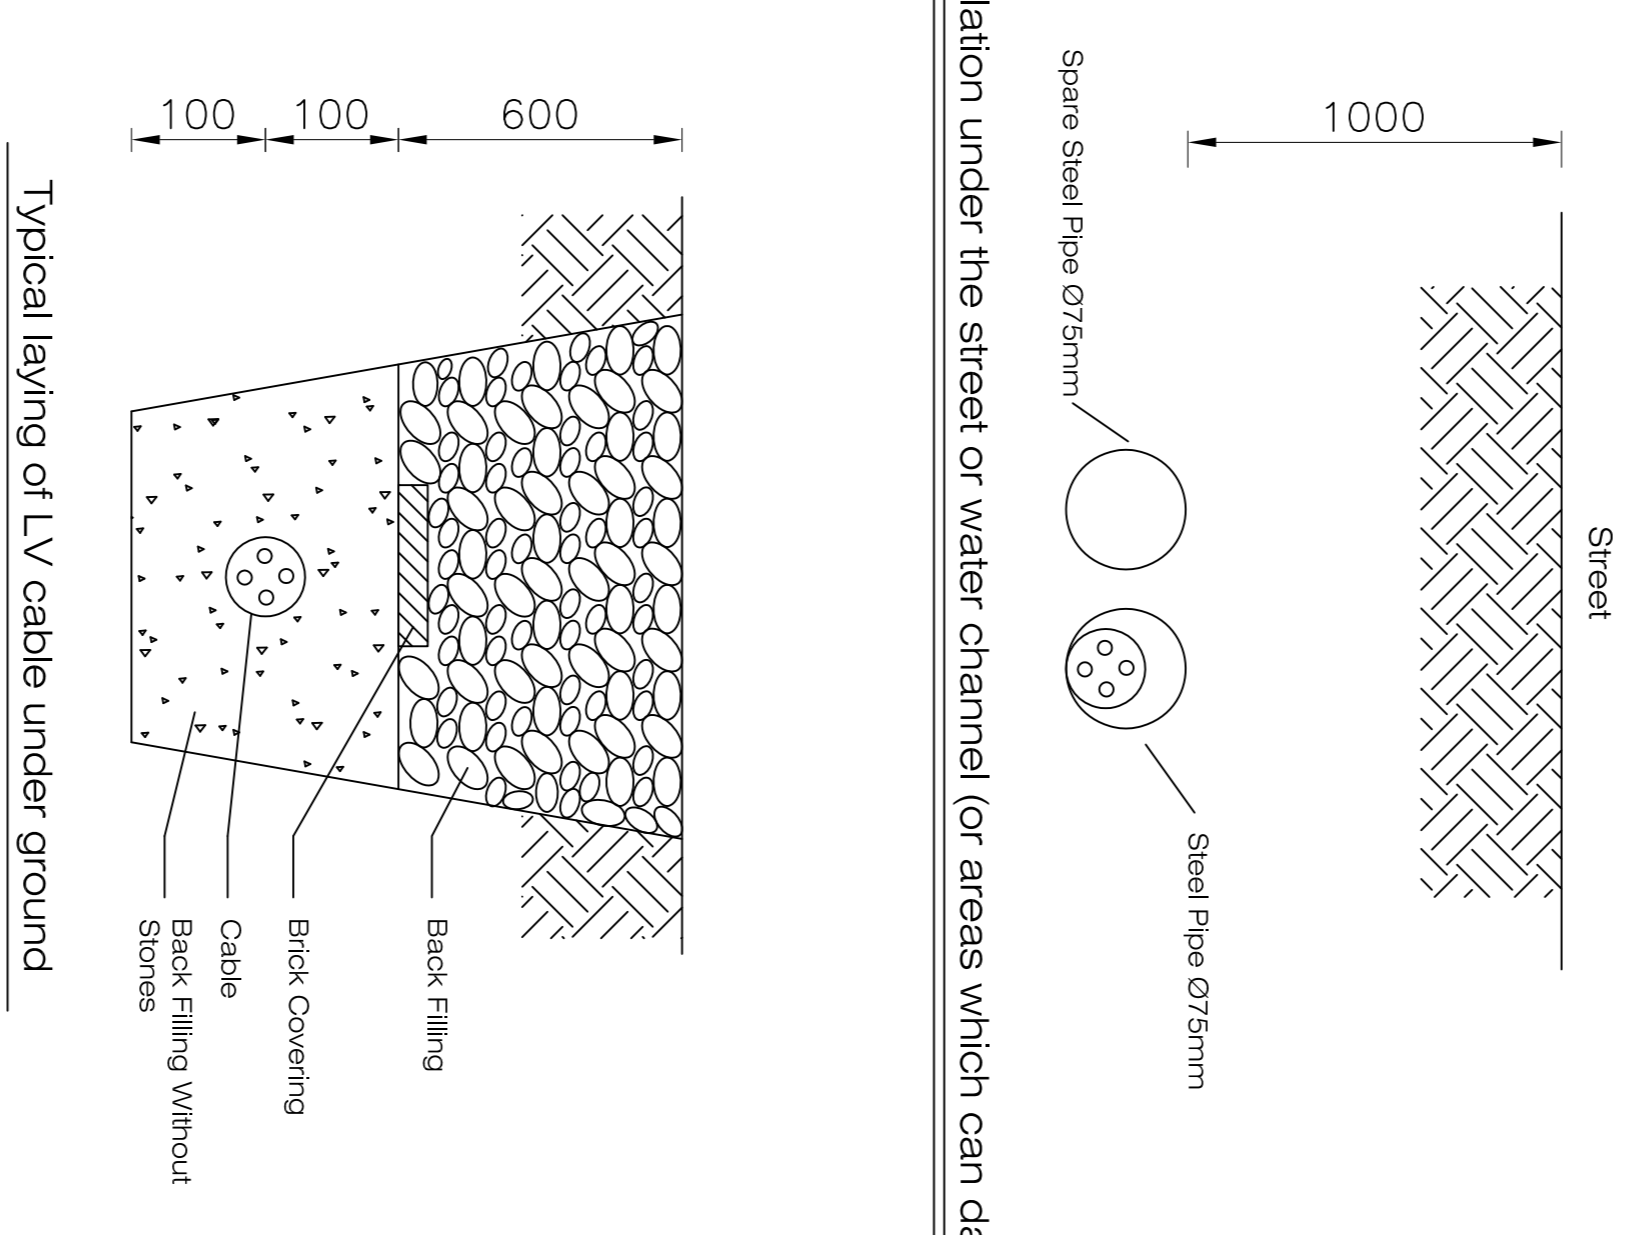 Street
1000
Spare Steel Pipe Ø75mm
Steel Pipe Ø75mm
lation under the street or water channel (or areas which can da
600
100
100
Back Filling
Brick Covering
Cable
Back Filling Without
Stones
Typical laying of LV cable under ground